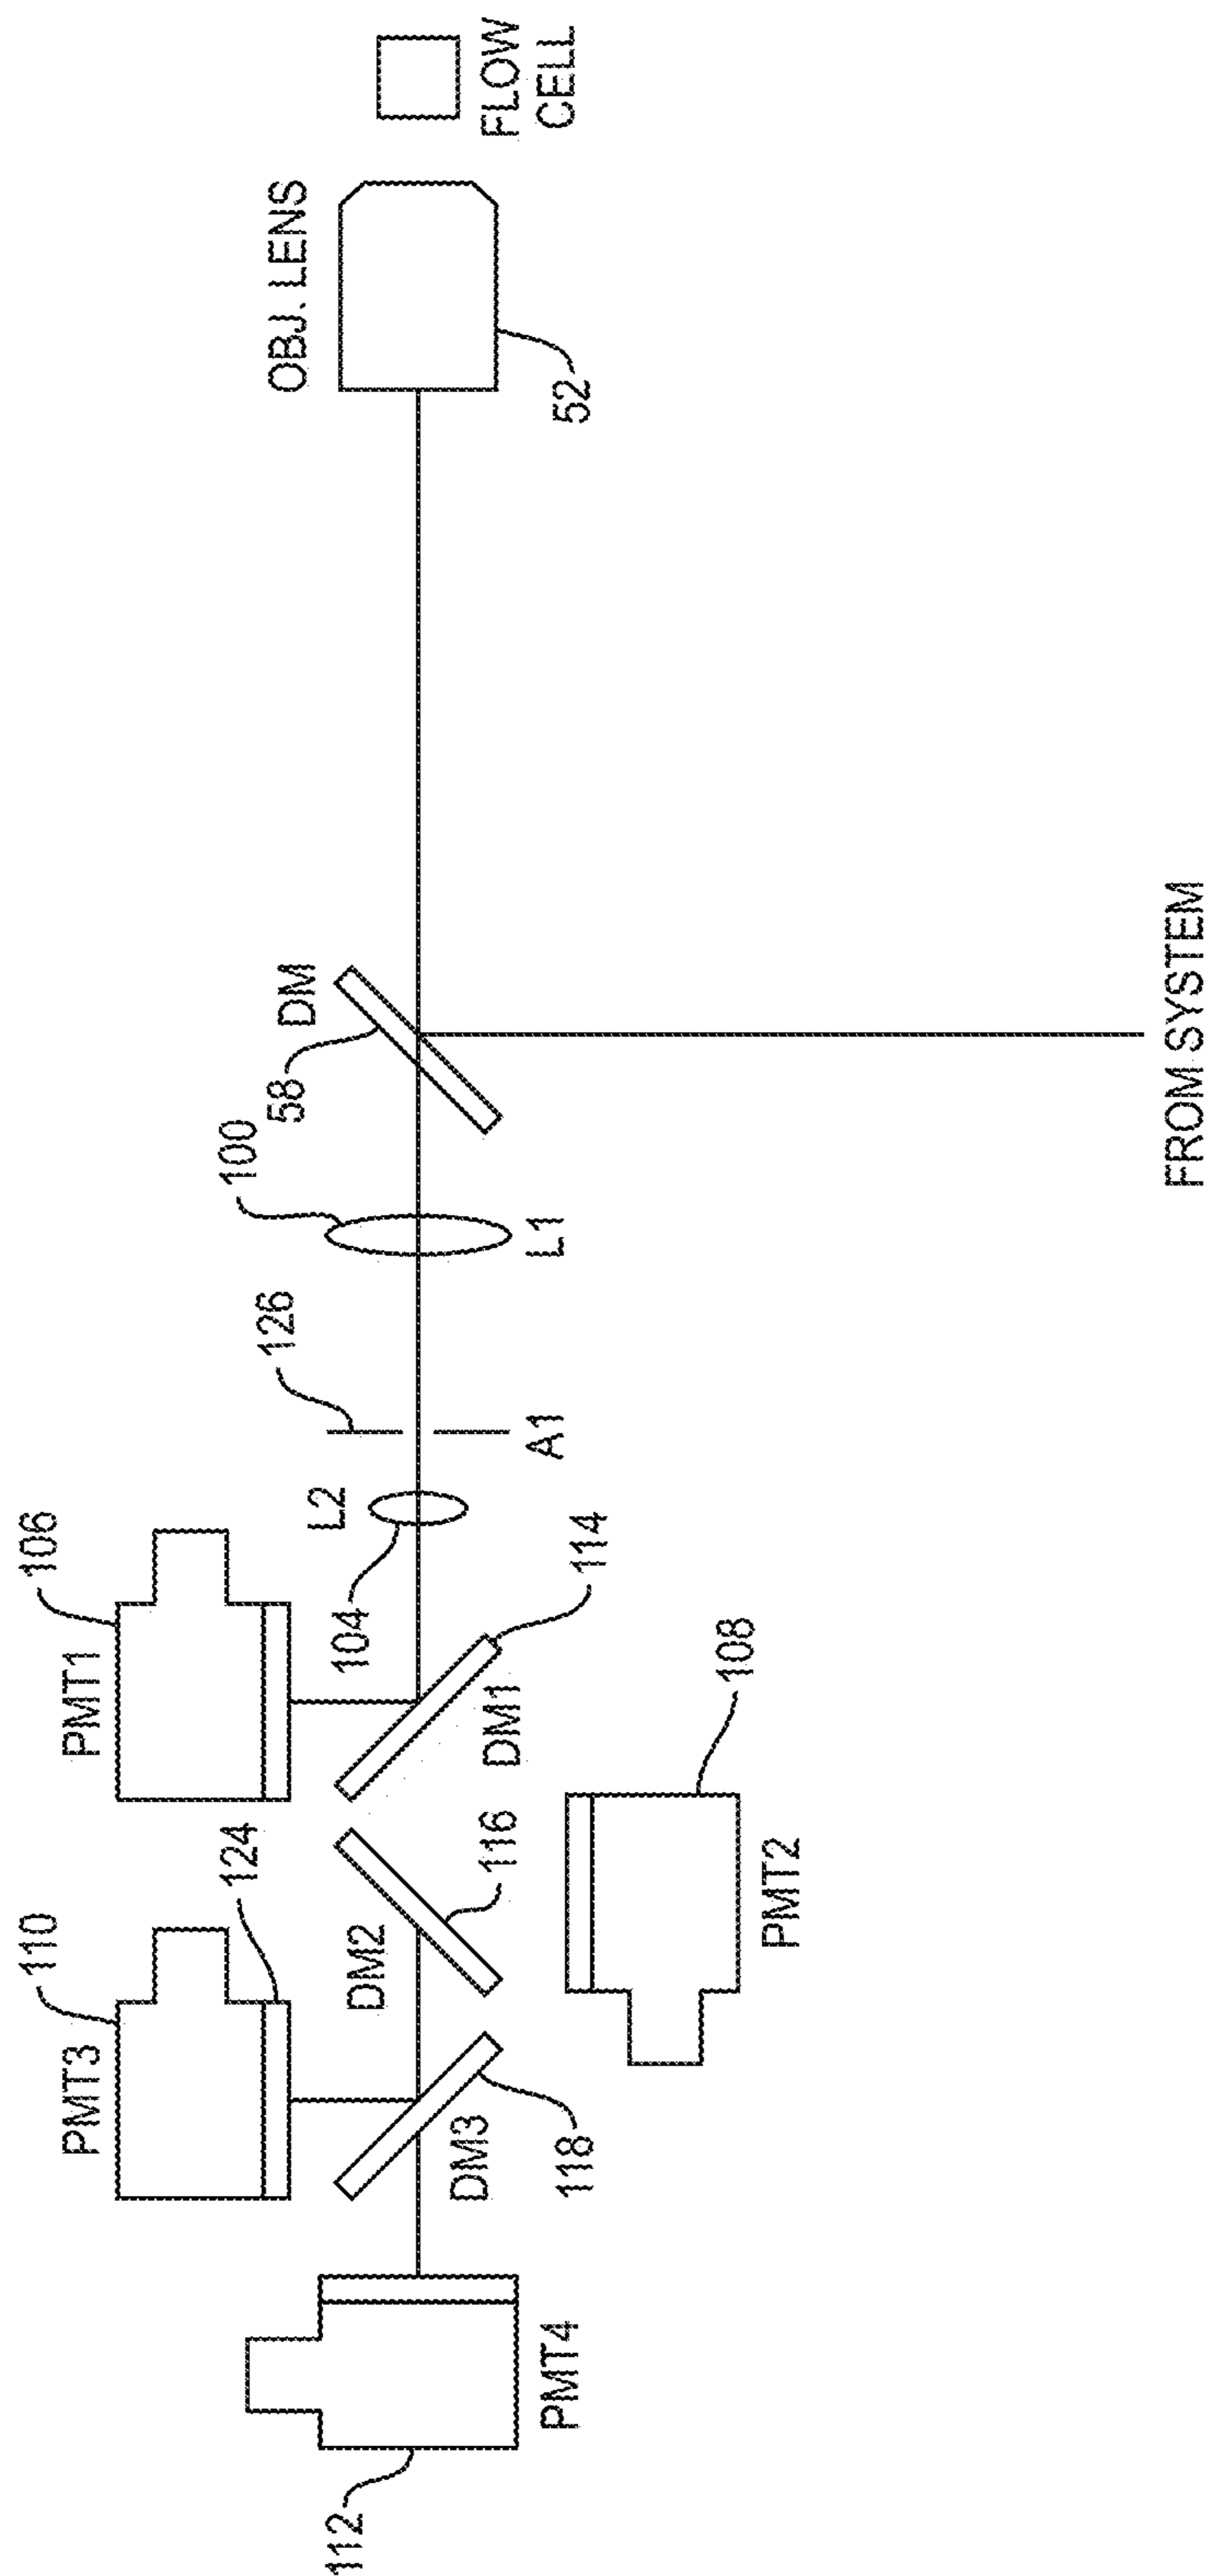 112
PMT4
PMT3
110
124
DM3
118
DM2
116
PMT1
106
DM1
114
PMT2
108
L2
104
126
A1
100
L1
58
DM
FROM SYSTEM
OBJ. LENS
52
FLOW
CELL